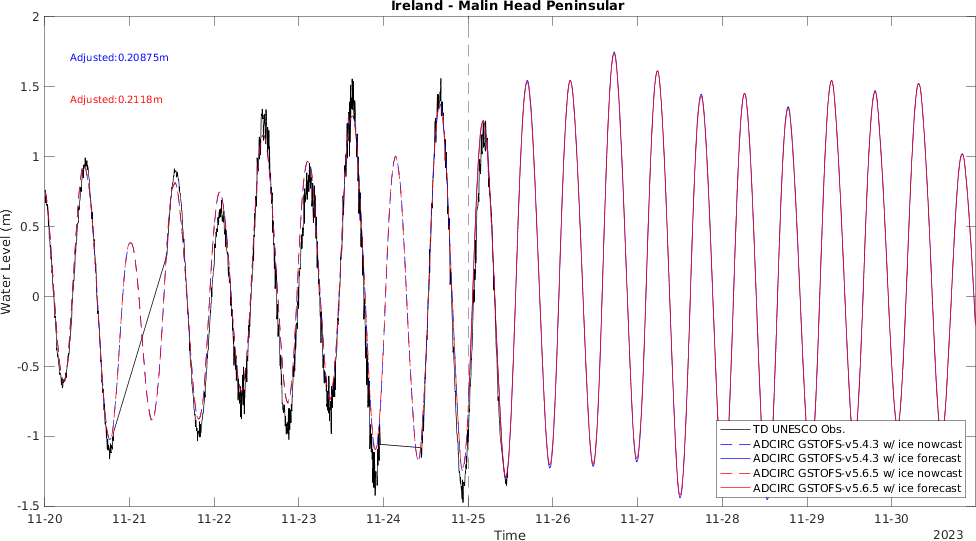 Ireland - Malin Head Peninsular
2
1.5
1
0.5
0
-0.5
-1
-1.5
Water Level (m)
Adjusted:0.20875m
Adjusted:0.2118m
TD UNESCO Obs.
ADCIRC GSTOFS-v5.4.3 w/ ice nowcast
ADCIRC GSTOFS-v5.4.3 w/ ice forecast
ADCIRC GSTOFS-v5.6.5 w/ ice nowcast
ADCIRC GSTOFS-v5.6.5 w/ ice forecast
11-20 11-21 11-22 11-23 11-24 11-25 11-26 11-27 11-28 11-29 11-30
Time
2023